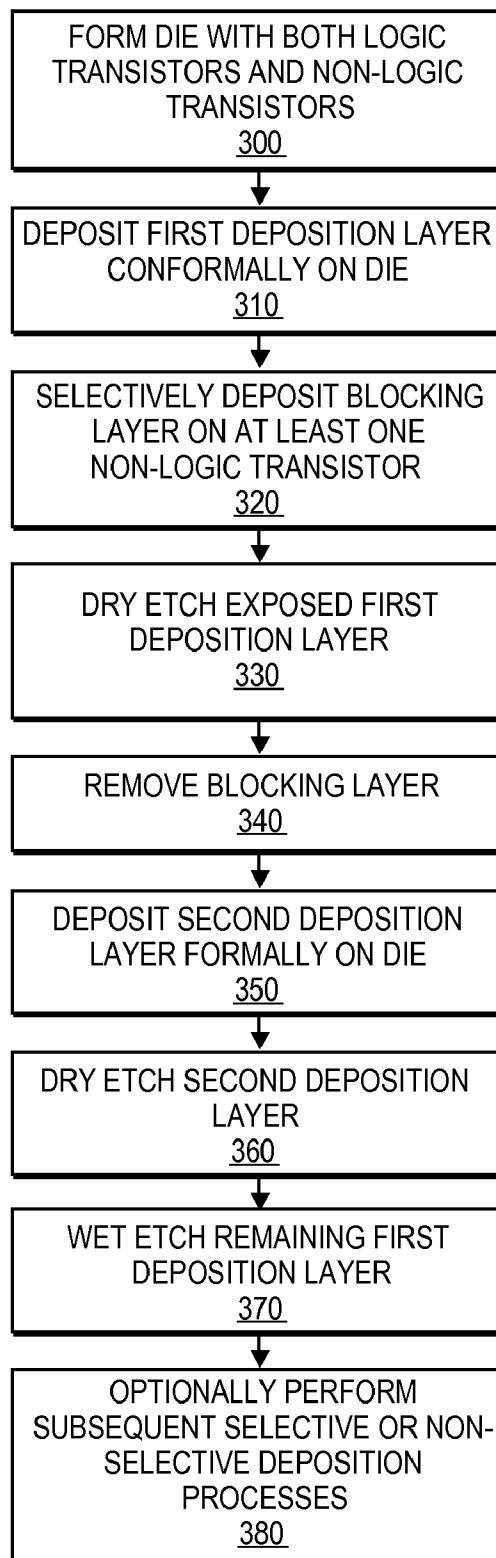 FORM DIE WITH BOTH LOGIC
TRANSISTORS AND NON-LOGIC
TRANSISTORS
300
DEPOSIT FIRST DEPOSITION LAYER
CONFORMALLY ON DIE
310
SELECTIVELY DEPOSIT BLOCKING
LAYER ON AT LEAST ONE
NON-LOGIC TRANSISTOR
320
DRY ETCH EXPOSED FIRST
DEPOSITION LAYER
330
REMOVE BLOCKING LAYER
340
DEPOSIT SECOND DEPOSITION
LAYER FORMALLY ON DIE
350
DRY ETCH SECOND DEPOSITION
LAYER
360
WET ETCH REMAINING FIRST
DEPOSITION LAYER
370
OPTIONALLY PERFORM
SUBSEQUENT SELECTIVE OR NON-
SELECTIVE DEPOSITION
PROCESSES
380